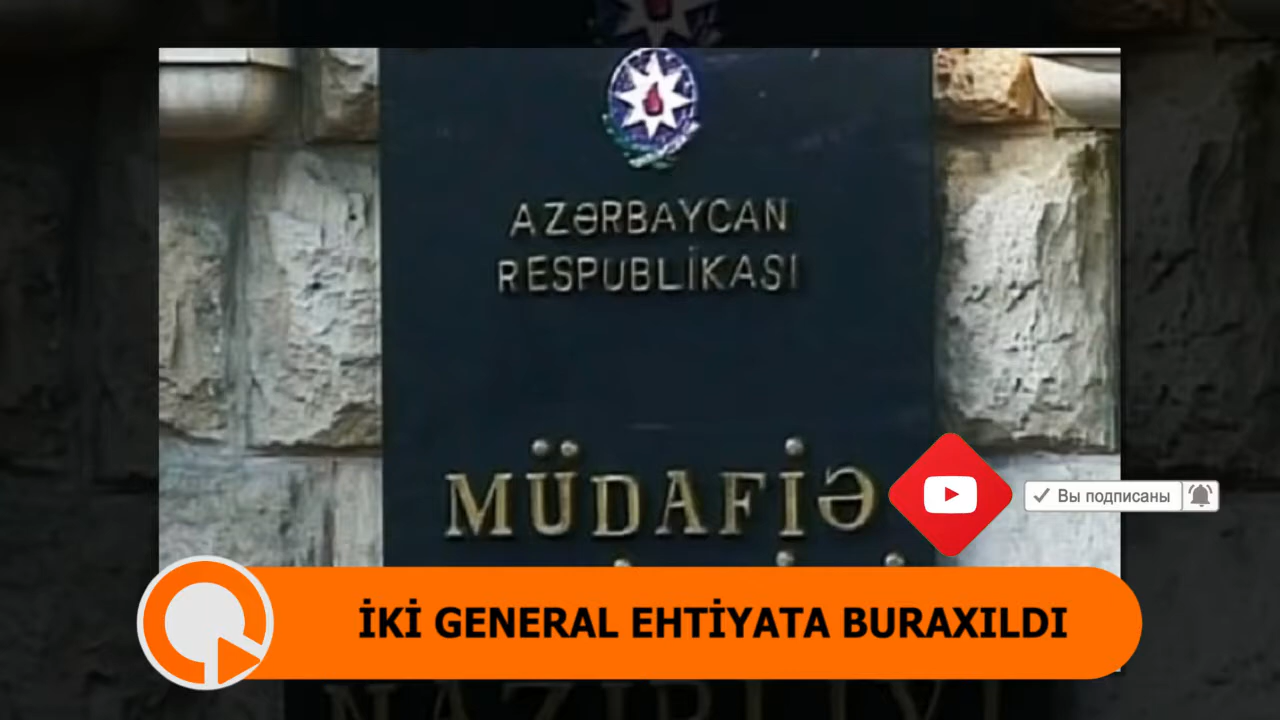 AZƏRBAYCAN
RESPUBLİKASI
MÜDAFİƏ
Вы подписаны
İKİ GENERAL EHTİYATA BURAXILDI